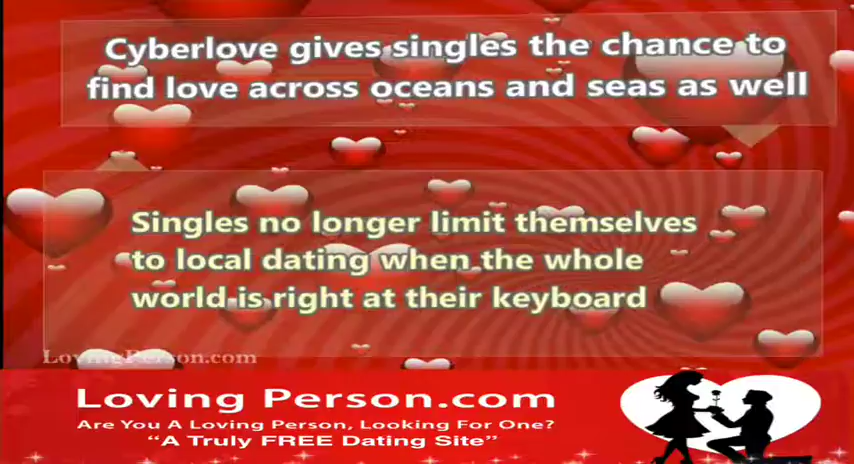 Cyberlove gives singles the chance to
find love across oceans and seas as well
Singles no longer limit themselves
to local dating when the whole
world is right at their keyboard
LovingPerson.com
Loving Person.com
Are You A Loving Person, Looking For One?
“A Truly FREE Dating Site”